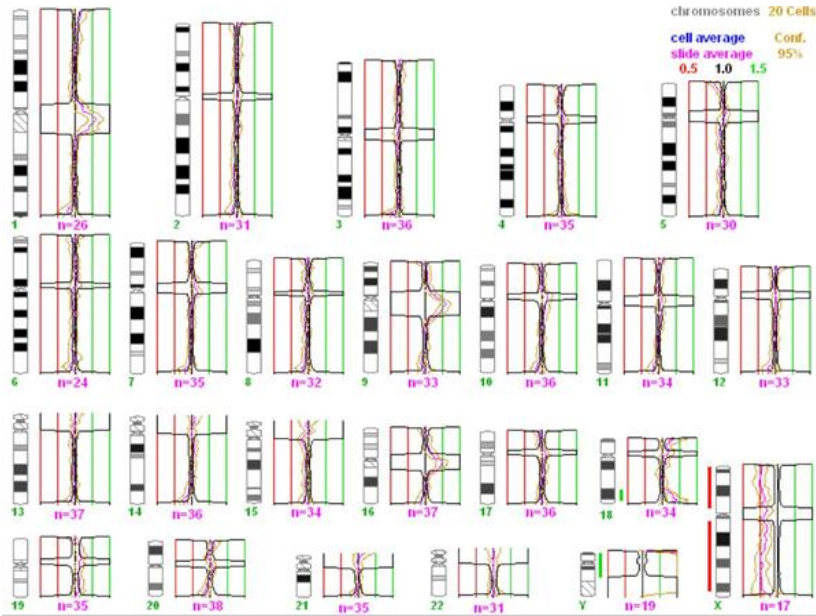 chromosomes 20 Cells
cell average Conf.
slide average 95%
0.5 1.0 1.5
1 n=26
2 n=31
3 n=36
4 n=35
5 n=30
6 n=24
7 n=35
8 n=32
9 n=33
10 n=36
11 n=34
12 n=33
13 n=37
14 n=36
15 n=34
16 n=37
17 n=36
18 n=34
19 n=35
20 n=38
21 n=35
22 n=31
Y n=19
X n=17